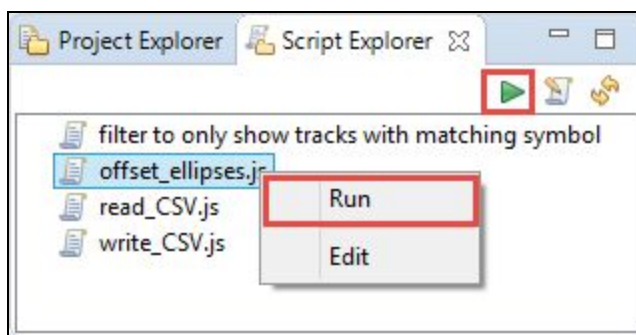 Project Explorer Script Explorer
filter to only show tracks with matching symbol
offset_ellipses.js
Run
read_CSV.js
write_CSV.js
Edit